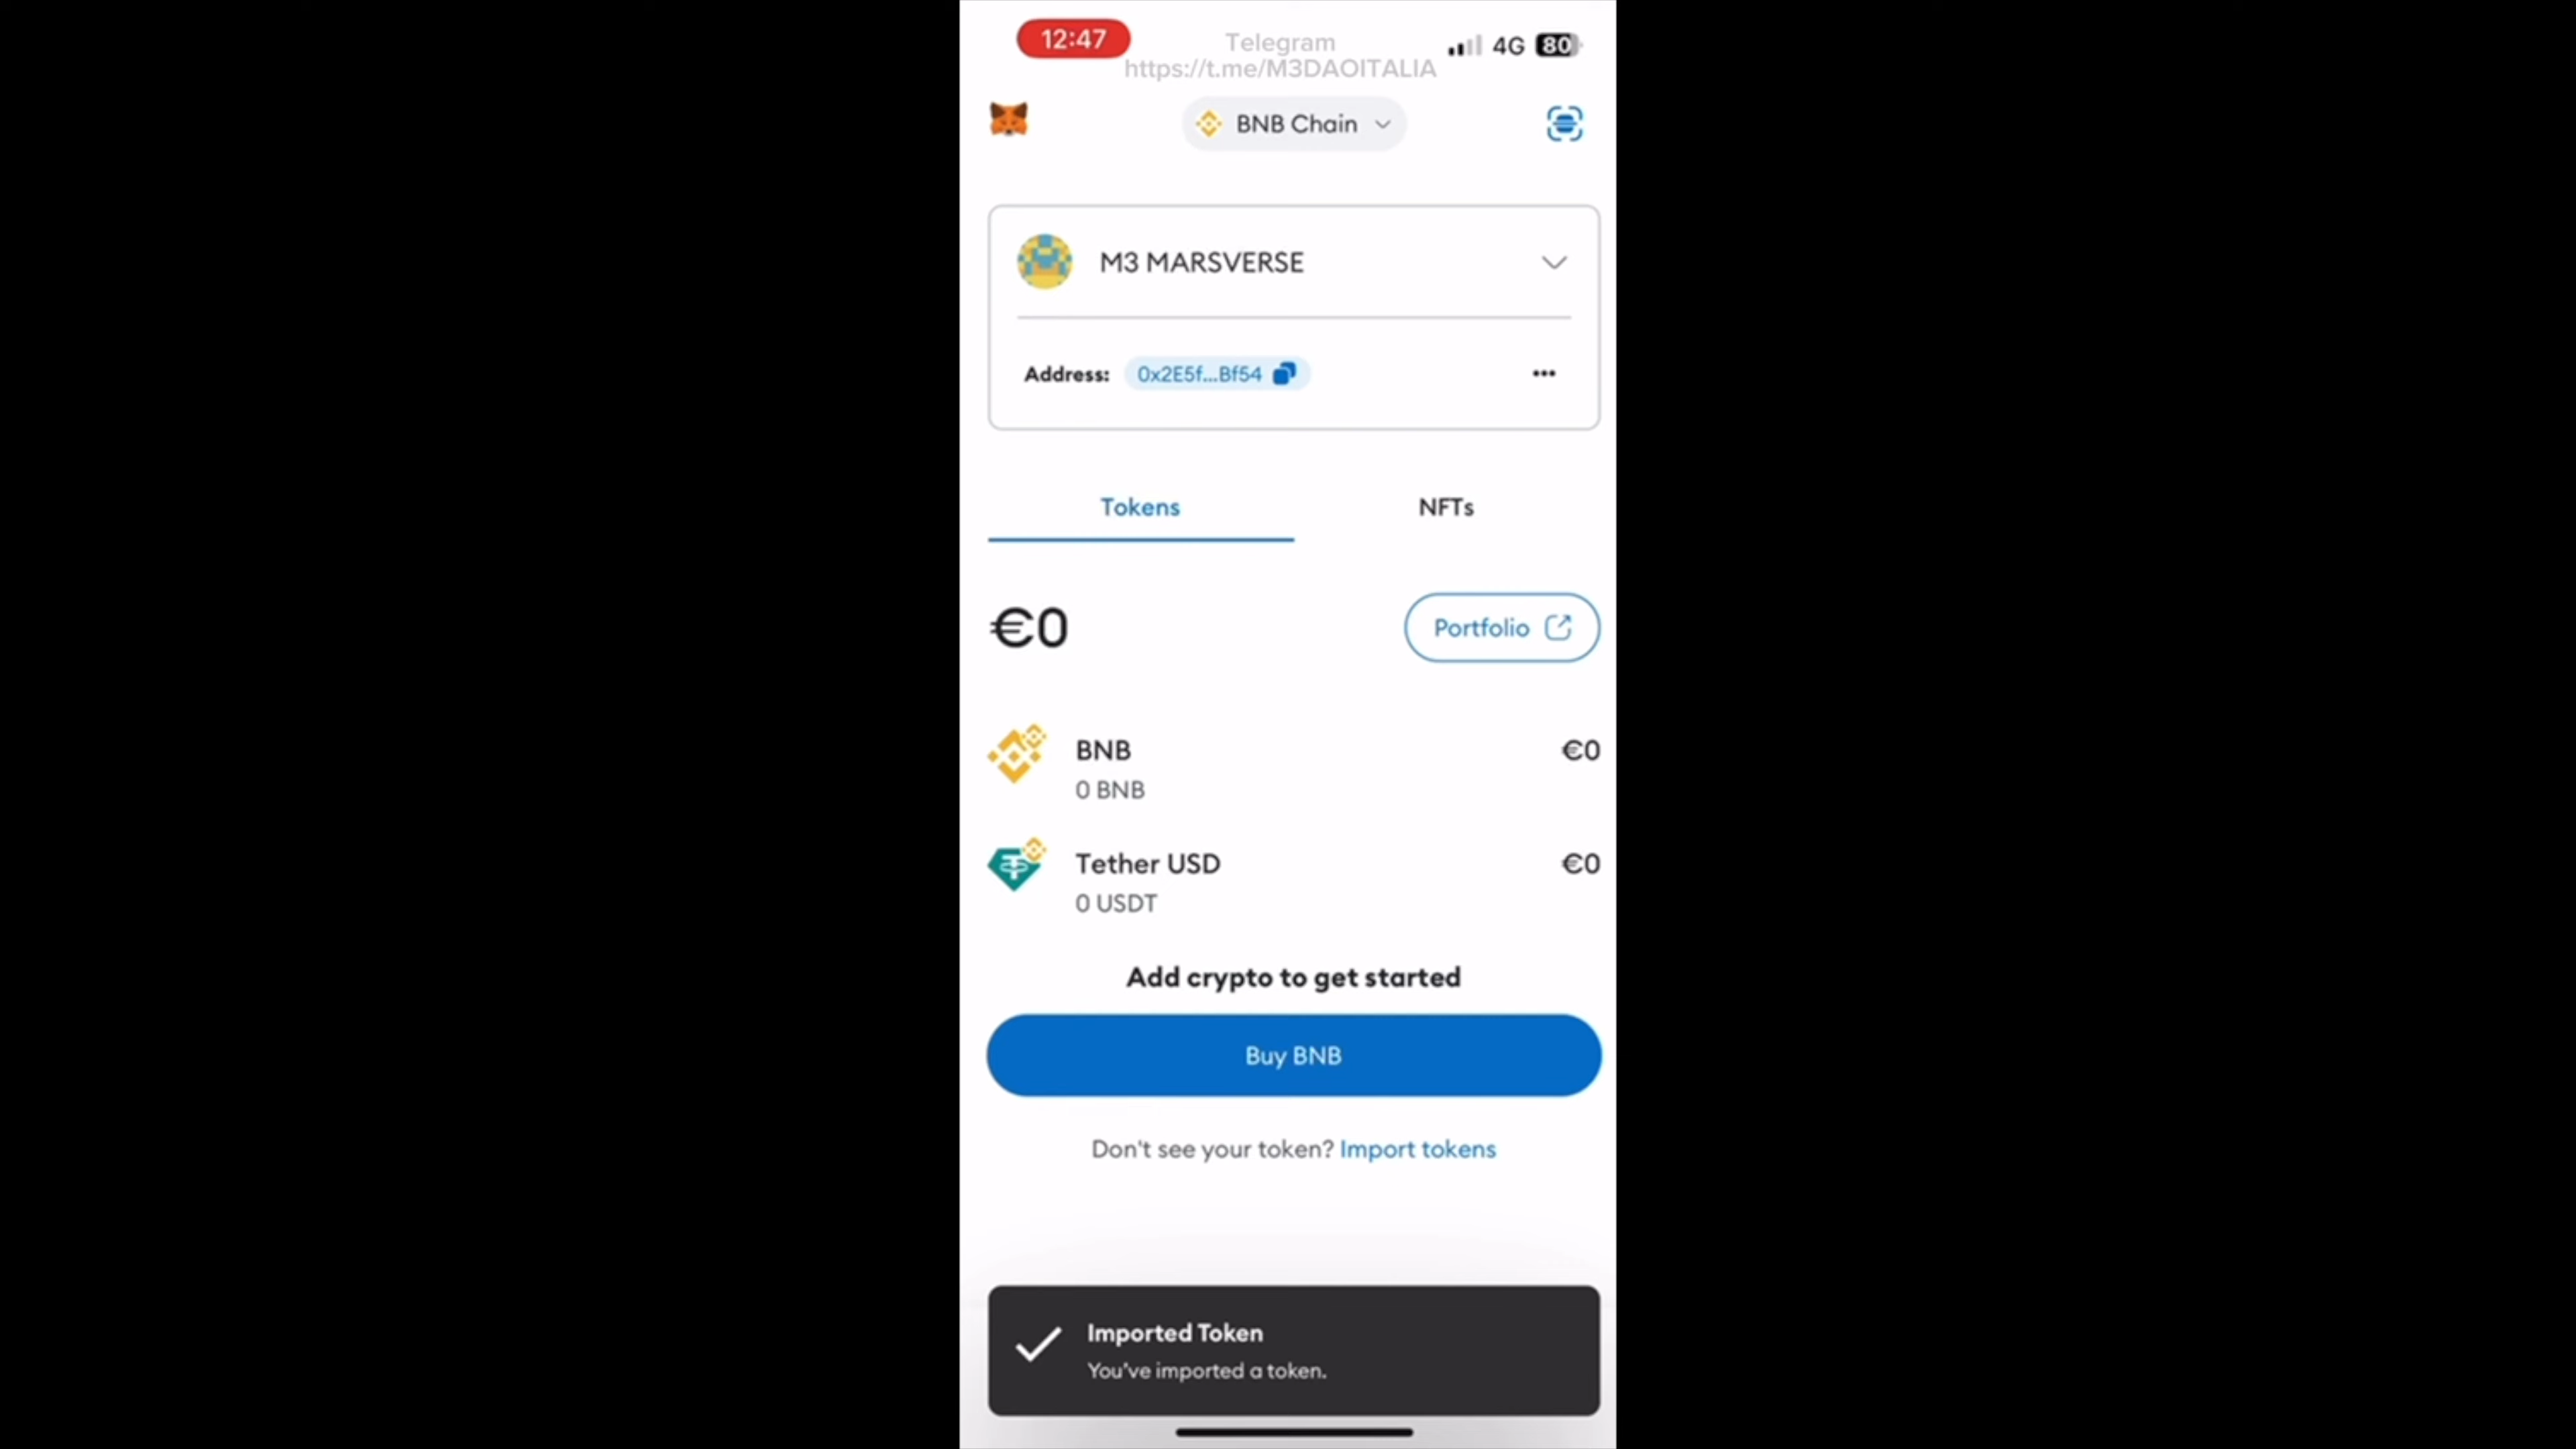 12:47
Telegram
https://t.me/M3DAOITALIA
4G 80
BNB Chain
M3 MARSVERSE
Address: 0x2E5f...Bf54
Tokens NFTs
€0 Portfolio
BNB €0
0 BNB
Tether USD €0
0 USDT
Add crypto to get started
Buy BNB
Don't see your token? Import tokens
Imported Token
You've imported a token.